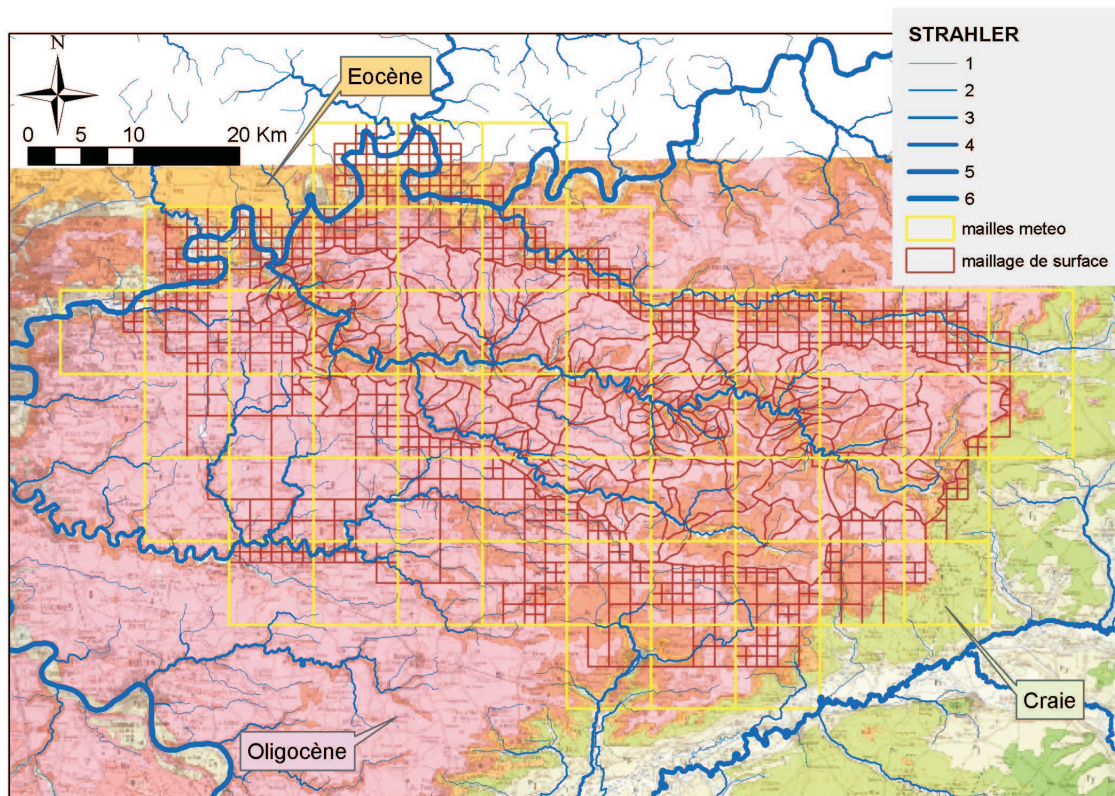 N
0 5 10 20 Km
Eocène
STRAHLER
1
2
3
4
5
6
mailles meteo
maillage de surface
Craie
Oligocène